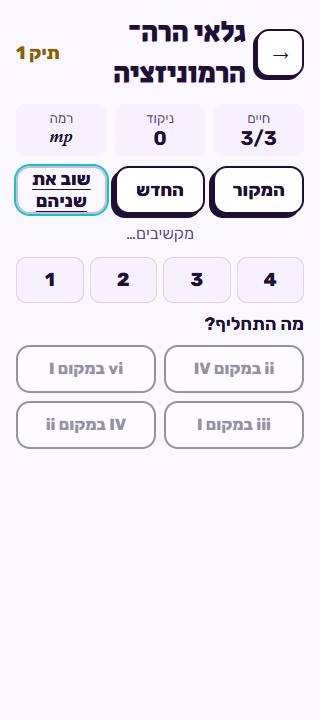 →
גלאי הרה־
הרמוניזציה
תיק 1
חיים
3/3
ניקוד
0
רמה
mp
המקור
החדש
שוב את
שניהם
מקשיבים...
4
3
2
1
מה התחליף?
ii במקום IV
vi במקום I
iii במקום I
IV במקום ii